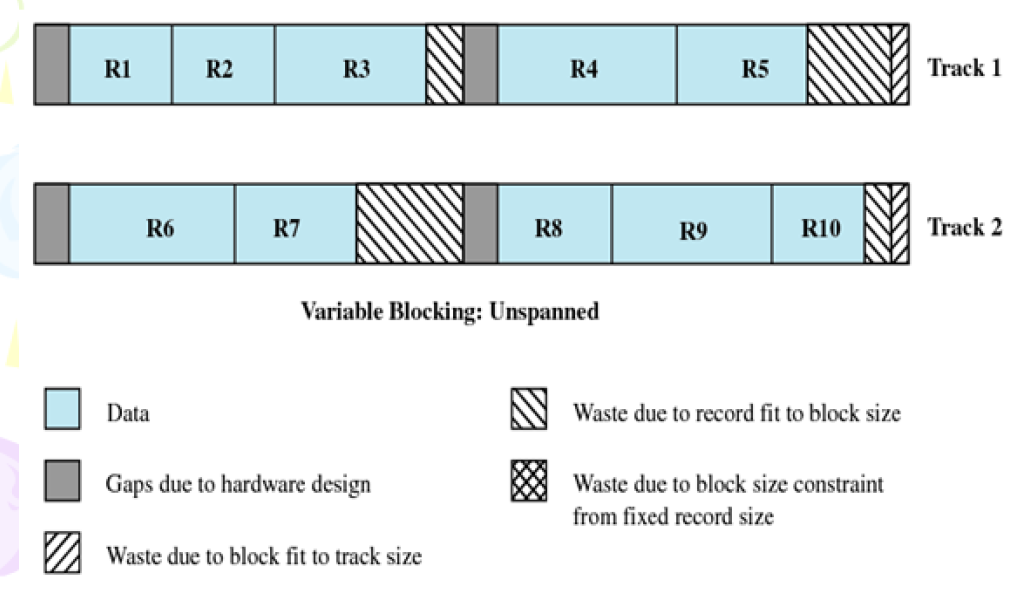 R1 R2 R3 R4 R5 Track 1
R6 R7 R8 R9 R10 Track 2
Variable Blocking: Unspanned
Data
Gaps due to hardware design
Waste due to block fit to track size
Waste due to record fit to block size
Waste due to block size constraint
from fixed record size